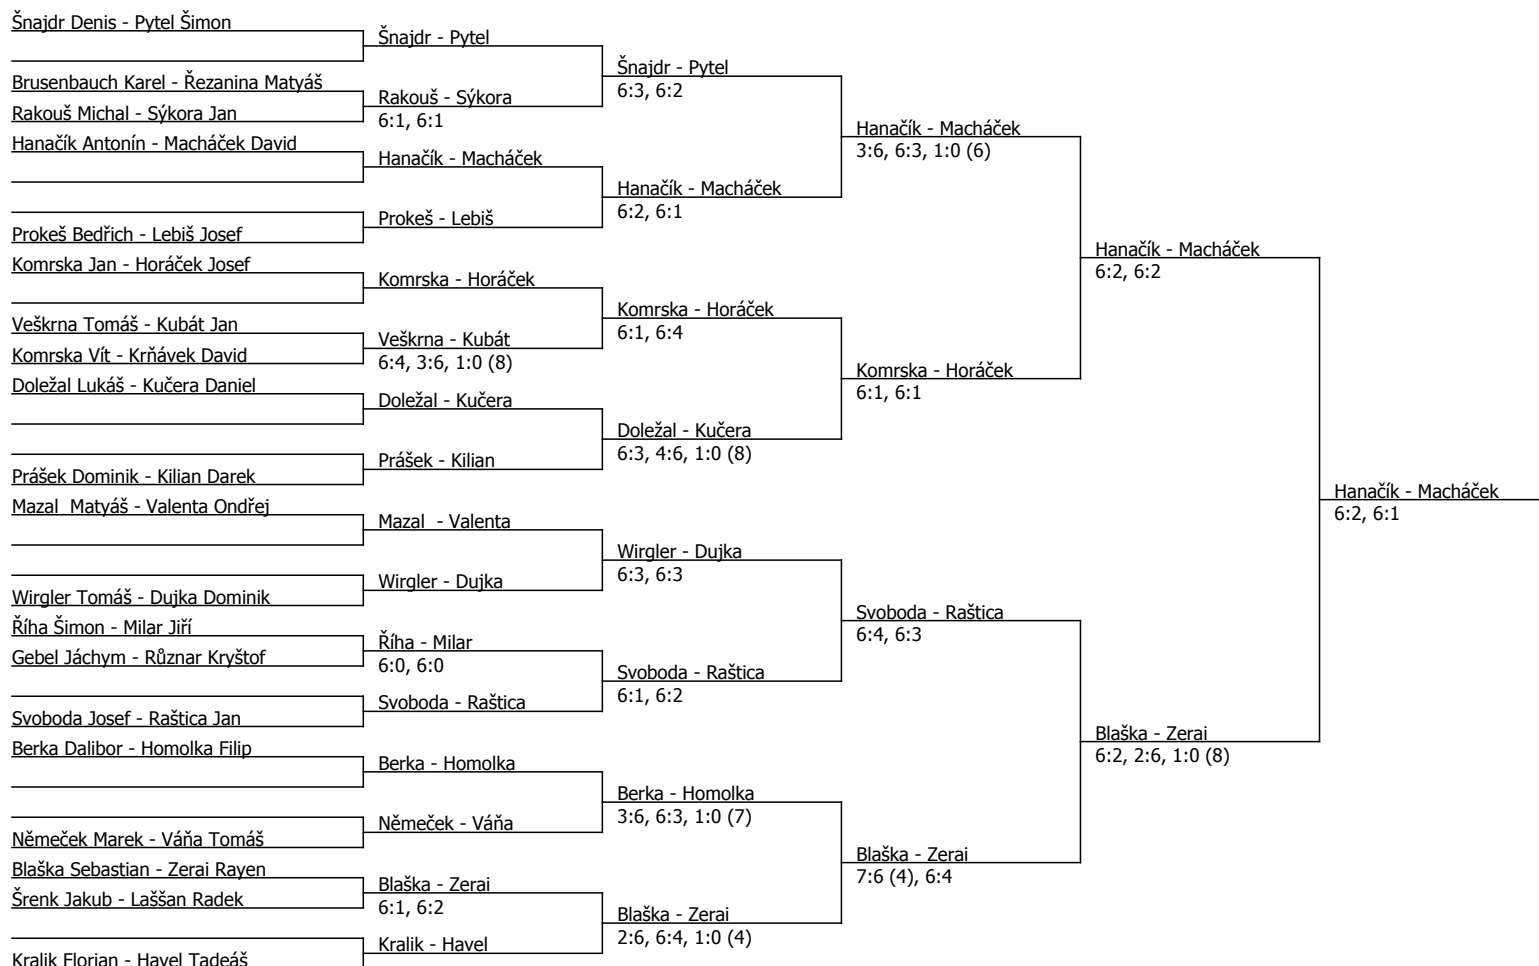 Šnajdr Denis - Pytel Šimon
Brusenbauch Karel - Řezanina Matyáš
Rakouš Michal - Sýkora Jan
Hanačík Antonín - Macháček David
Prokeš Bedřich - Lebiš Josef
Komrska Jan - Horáček Josef
Veškrna Tomáš - Kubát Jan
Komrska Vít - Krňávek David
Doležal Lukáš - Kučera Daniel
Prášek Dominik - Kilian Darek
Mazal  Matyáš - Valenta Ondřej
Wirgler Tomáš - Dujka Dominik
Říha Šimon - Milar Jiří
Gebel Jáchym - Různar Kryštof
Svoboda Josef - Raštica Jan
Berka Dalibor - Homolka Filip
Němeček Marek - Váňa Tomáš
Blaška Sebastian - Zerai Rayen
Šrenk Jakub - Laššan Radek
Kralik Florian - Havel Tadeáš
Šnajdr - Pytel
Rakouš - Sýkora
6:1, 6:1
Hanačík - Macháček
Prokeš - Lebiš
Komrska - Horáček
Veškrna - Kubát
6:4, 3:6, 1:0 (8)
Doležal - Kučera
Prášek - Kilian
Mazal  - Valenta
Wirgler - Dujka
Říha - Milar
6:0, 6:0
Svoboda - Raštica
Berka - Homolka
Němeček - Váňa
Blaška - Zerai
6:1, 6:2
Kralik - Havel
Šnajdr - Pytel
6:3, 6:2
Hanačík - Macháček
6:2, 6:1
Komrska - Horáček
6:1, 6:4
Doležal - Kučera
6:3, 4:6, 1:0 (8)
Wirgler - Dujka
6:3, 6:3
Svoboda - Raštica
6:1, 6:2
Berka - Homolka
3:6, 6:3, 1:0 (7)
Blaška - Zerai
2:6, 6:4, 1:0 (4)
Hanačík - Macháček
3:6, 6:3, 1:0 (6)
Komrska - Horáček
6:1, 6:1
Svoboda - Raštica
6:4, 6:3
Blaška - Zerai
7:6 (4), 6:4
Hanačík - Macháček
6:2, 6:2
Blaška - Zerai
6:2, 2:6, 1:0 (8)
Hanačík - Macháček
6:2, 6:1